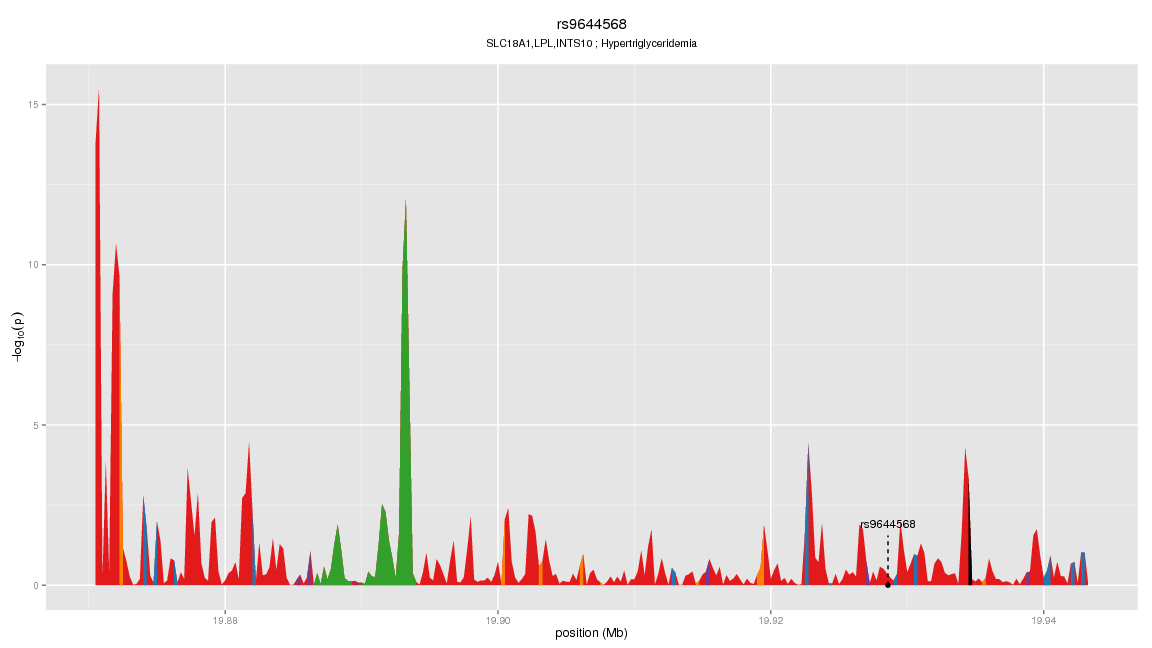 rs9644568
SLC18A1,LPL,INTS10 ; Hypertriglyceridemia
15
10
5
0
−log10(p)
rs9644568
19.88
19.90
19.92
19.94
position (Mb)